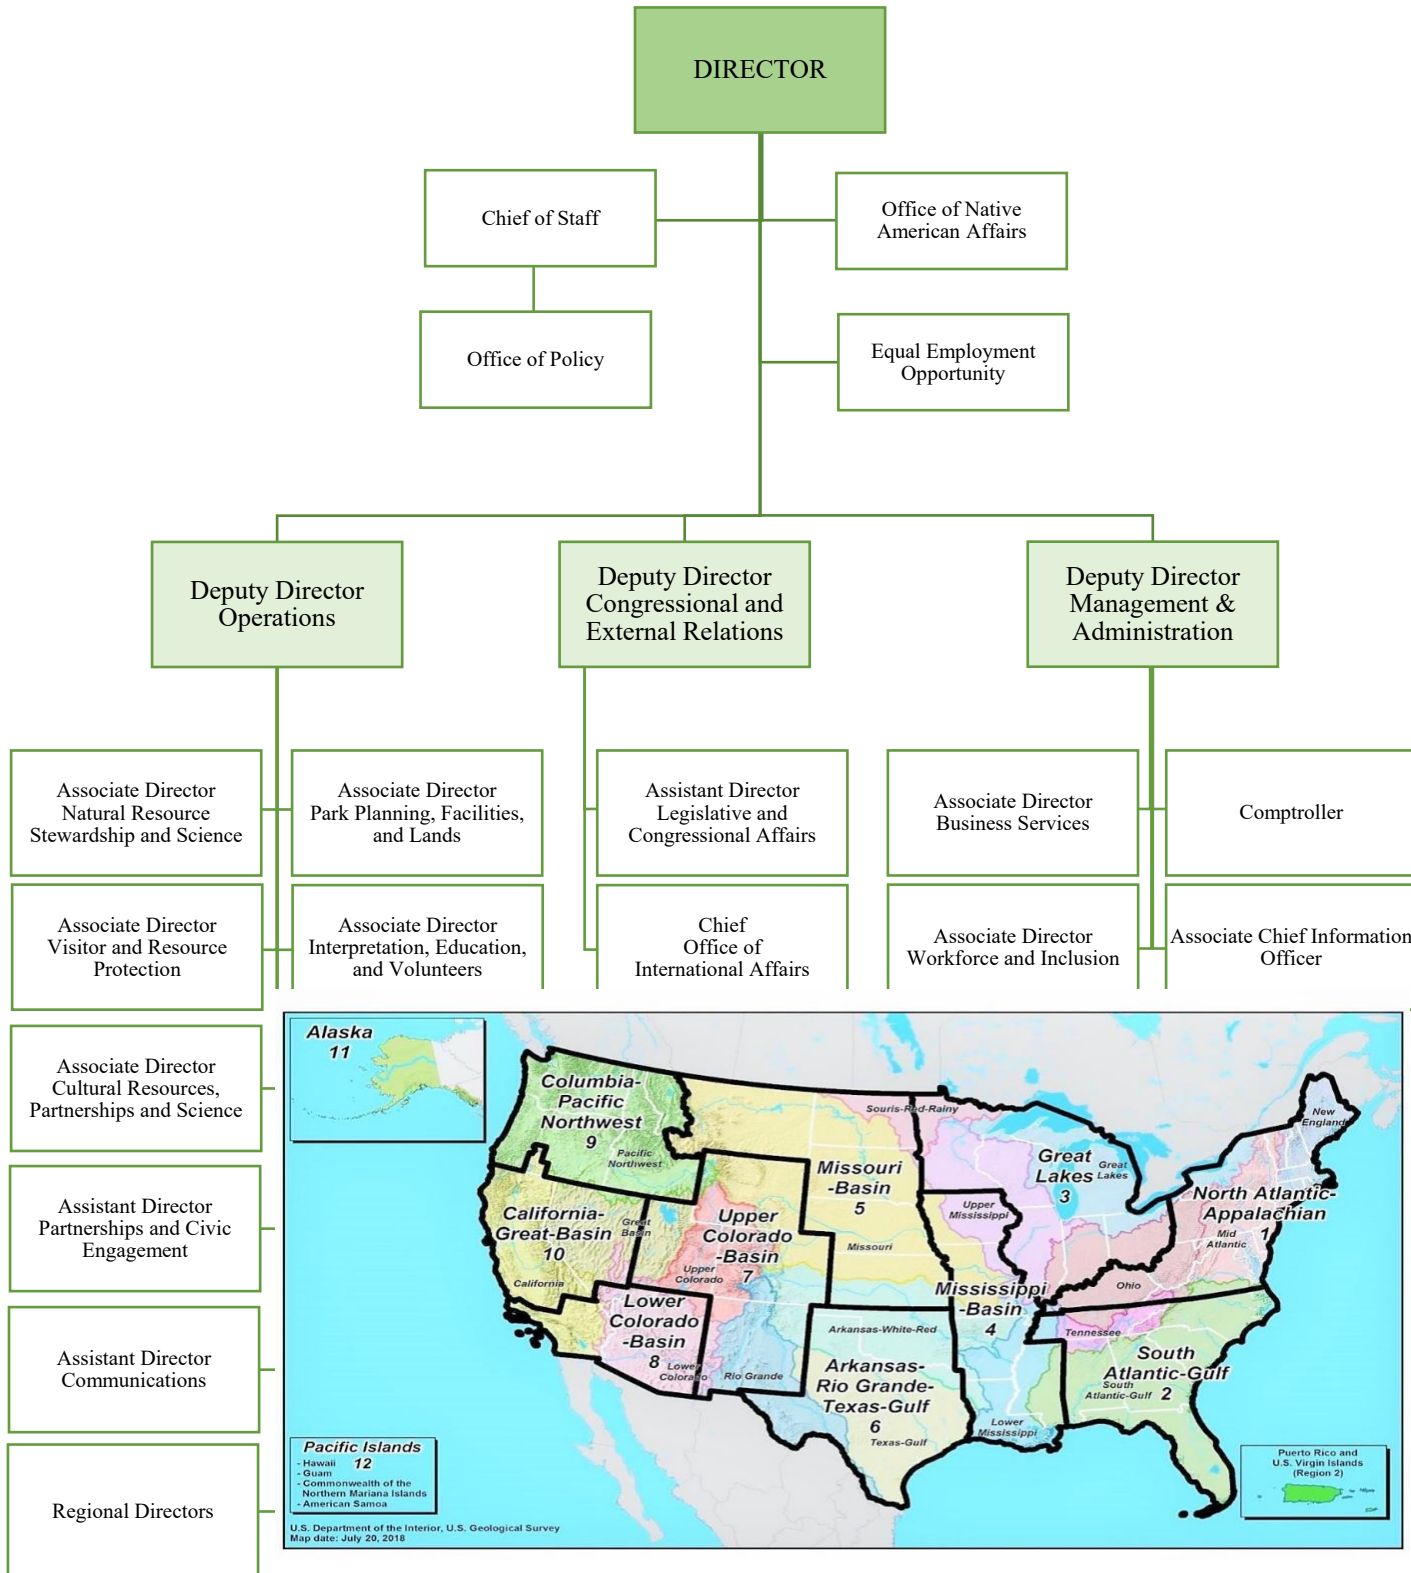 DIRECTOR
Chief of Staff
Office of Native
American Affairs
Office of Policy
Equal Employment
Opportunity
Deputy Director
Operations
Deputy Director
Congressional and
External Relations
Deputy Director
Management &
Administration
Associate Director
Natural Resource
Stewardship and Science
Associate Director
Park Planning, Facilities,
and Lands
Assistant Director
Legislative and
Congressional Affairs
Associate Director
Business Services
Comptroller
Associate Director
Visitor and Resource
Protection
Associate Director
Interpretation, Education,
and Volunteers
Chief
Office of
International Affairs
Associate Director
Workforce and Inclusion
Associate Chief Information
Officer
Associate Director
Cultural Resources,
Partnerships and Science
Assistant Director
Partnerships and Civic
Engagement
Assistant Director
Communications
Regional Directors
Alaska
11
Columbia-
Pacific
Northwest
9
Pacific
Northwest
Souris-Red-Rainy
New
England
Missouri
-Basin
5
Missouri
Great
Lakes
3
Great
Lakes
Upper
Mississippi
North Atlantic-
Appalachian
1
Mid
Atlantic
California-
Great-Basin
10
Great
Basin
California
Upper
Colorado
-Basin
7
Upper
Colorado
Ohio
Lower
Colorado
-Basin
8
Lower
Colorado
Rio Grande
Mississippi
-Basin
4
Arkansas-White-Red
Tennessee
Arkansas-
Rio Grande-
Texas-Gulf
6
Texas-Gulf
Lower
Mississippi
South
Atlantic-Gulf
2
South
Atlantic-Gulf
Pacific Islands
12
- Hawaii
- Guam
- Commonwealth of the
Northern Mariana Islands
- American Samoa
Puerto Rico and
U.S. Virgin Islands
(Region 2)
U.S. Department of the Interior, U.S. Geological Survey
Map date: July 20, 2018